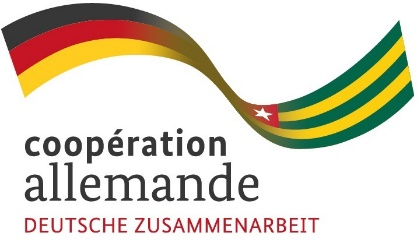 coopération
allemande
DEUTSCHE ZUSAMMENARBEIT